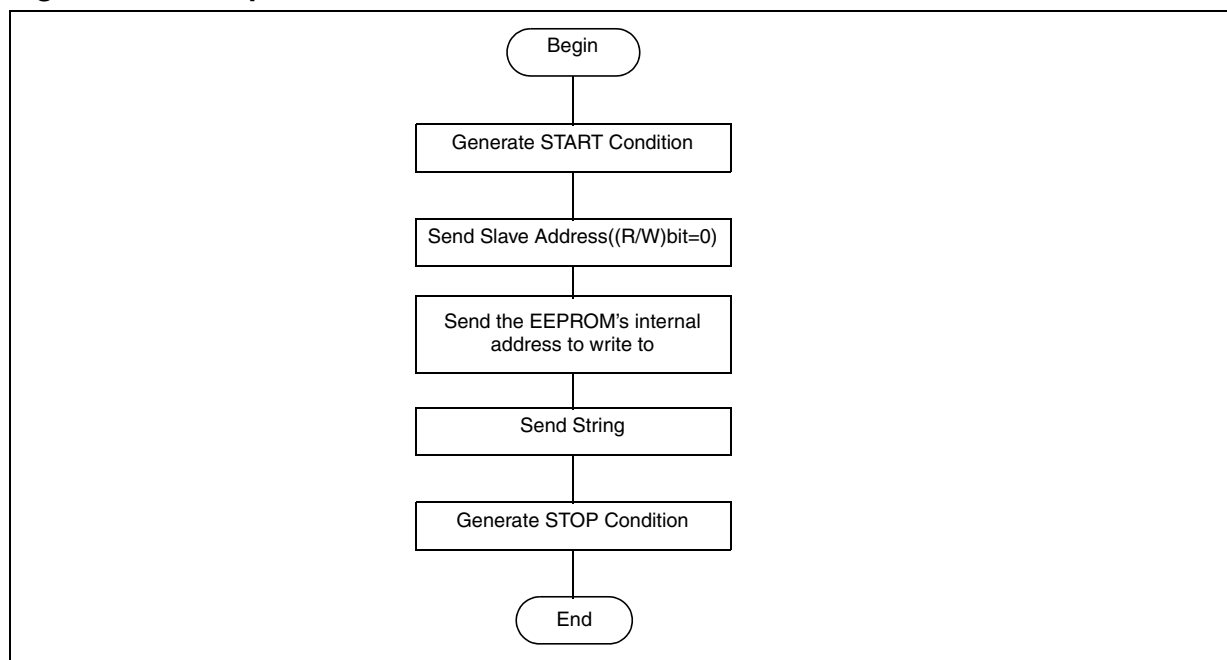 Begin
Generate START Condition
Send Slave Address((R/W)bit=0)
Send the EEPROM's internal
address to write to
Send String
Generate STOP Condition
End